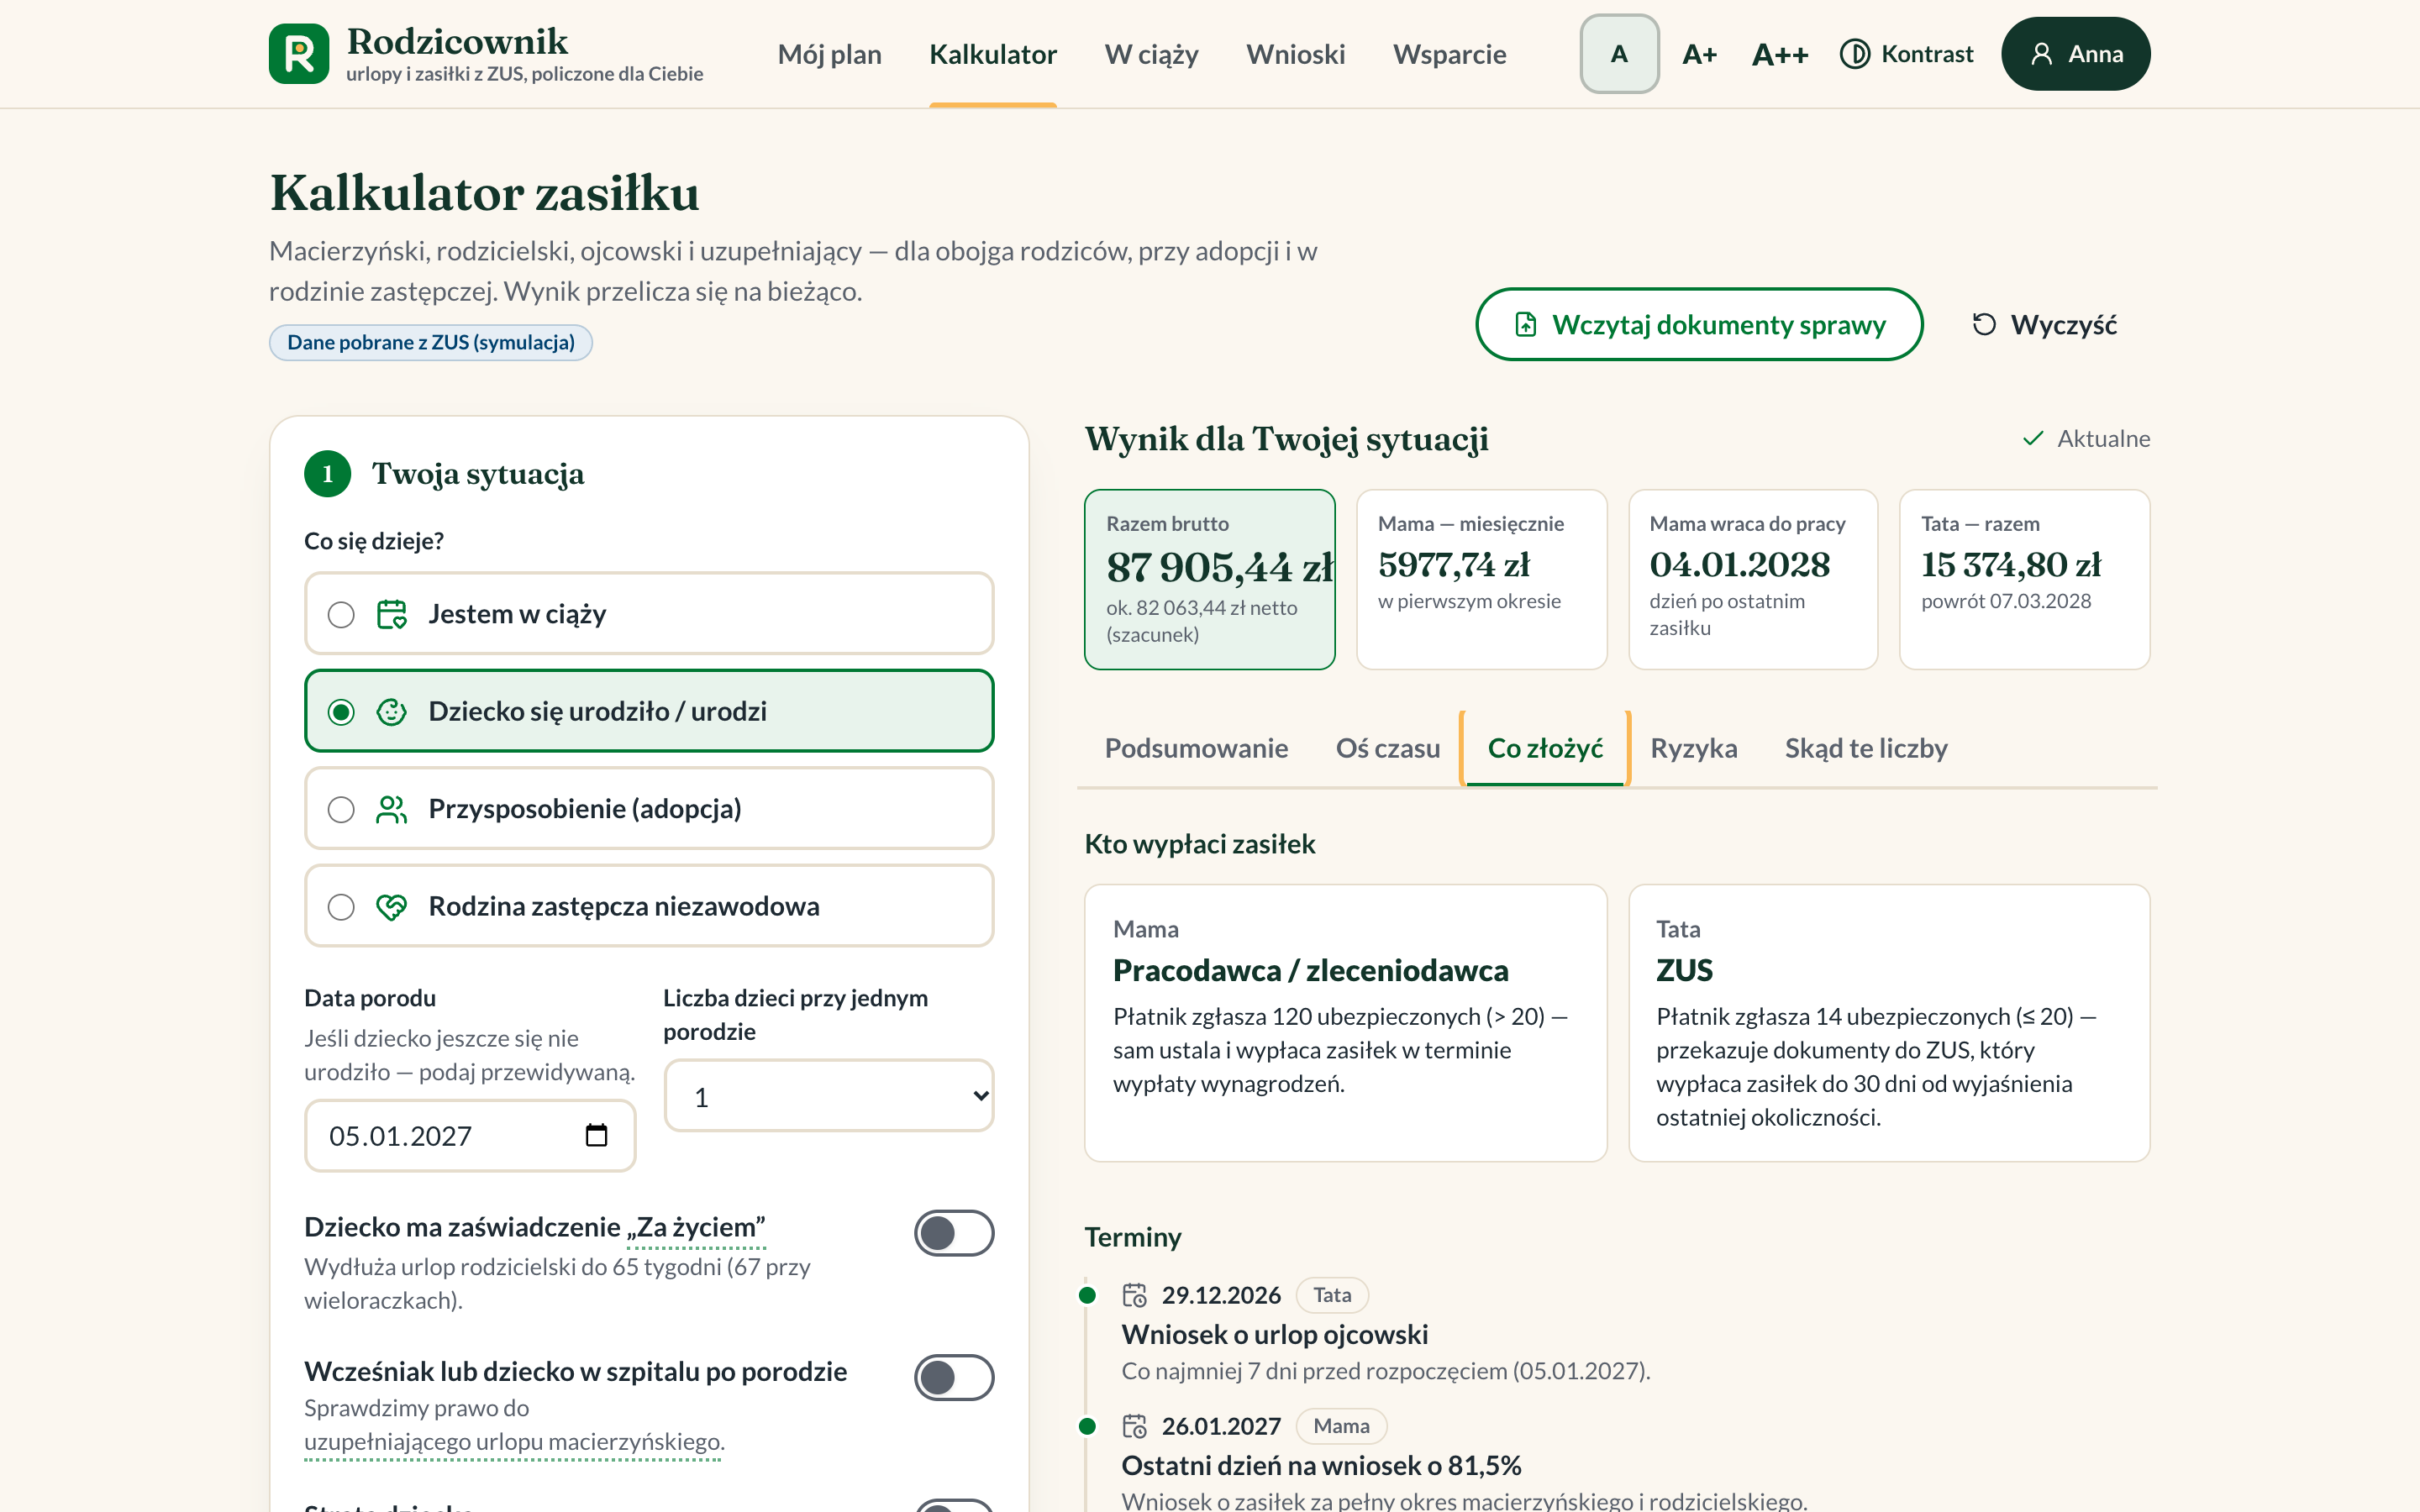 Rodzicownik
urlopy i zasiłki z ZUS, policzone dla Ciebie
Mój plan
Kalkulator
W ciąży
Wnioski
Wsparcie
A
A+
A++
Kontrast
Anna
Kalkulator zasiłku
Macierzyński, rodzicielski, ojcowski i uzupełniający — dla obojga rodziców, przy adopcji i w
rodzinie zastępczej. Wynik przelicza się na bieżąco.
Dane pobrane z ZUS (symulacja)
Wczytaj dokumenty sprawy
Wyczyść
1 Twoja sytuacja
Co się dzieje?
Jestem w ciąży
Dziecko się urodziło / urodzi
Przysposobienie (adopcja)
Rodzina zastępcza niezawodowa
Data porodu
Jeśli dziecko jeszcze się nie
urodziło — podaj przewidywaną.
05.01.2027
Liczba dzieci przy jednym
porodzie
1
Dziecko ma zaświadczenie „Za życiem”
Wydłuża urlop rodzicielski do 65 tygodni (67 przy
wieloraczkach).
Wcześniak lub dziecko w szpitalu po porodzie
Sprawdzimy prawo do
uzupełniającego urlopu macierzyńskiego.
Wynik dla Twojej sytuacji
Aktualne
Razem brutto
87 905,44 zł
ok. 82 063,44 zł netto
(szacunek)
Mama — miesięcznie
5977,74 zł
w pierwszym okresie
Mama wraca do pracy
04.01.2028
dzień po ostatnim
zasiłku
Tata — razem
15 374,80 zł
powrót 07.03.2028
Podsumowanie
Oś czasu
Co złożyć
Ryzyka
Skąd te liczby
Kto wypłaci zasiłek
Mama
Pracodawca / zleceniodawca
Płatnik zgłasza 120 ubezpieczonych (> 20) —
sam ustala i wypłaca zasiłek w terminie
wypłaty wynagrodzeń.
Tata
ZUS
Płatnik zgłasza 14 ubezpieczonych (≤ 20) —
przekazuje dokumenty do ZUS, który
wypłaca zasiłek do 30 dni od wyjaśnienia
ostatniej okoliczności.
Terminy
29.12.2026 Tata
Wniosek o urlop ojcowski
Co najmniej 7 dni przed rozpoczęciem (05.01.2027).
26.01.2027 Mama
Ostatni dzień na wniosek o 81,5%
Wniosek o zasiłek za pełny okres macierzyńskiego i rodzicielskiego.